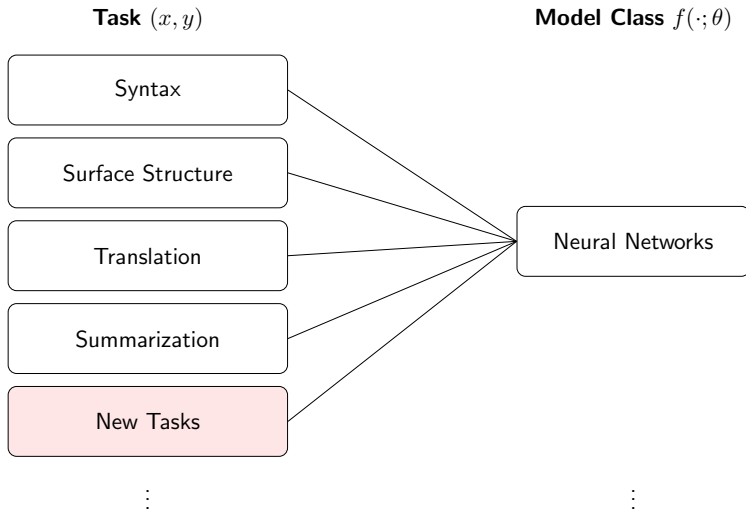 Task (x, y)
Model Class f(·; θ)
Syntax
Surface Structure
Translation
Summarization
New Tasks
Neural Networks
⋮
⋮